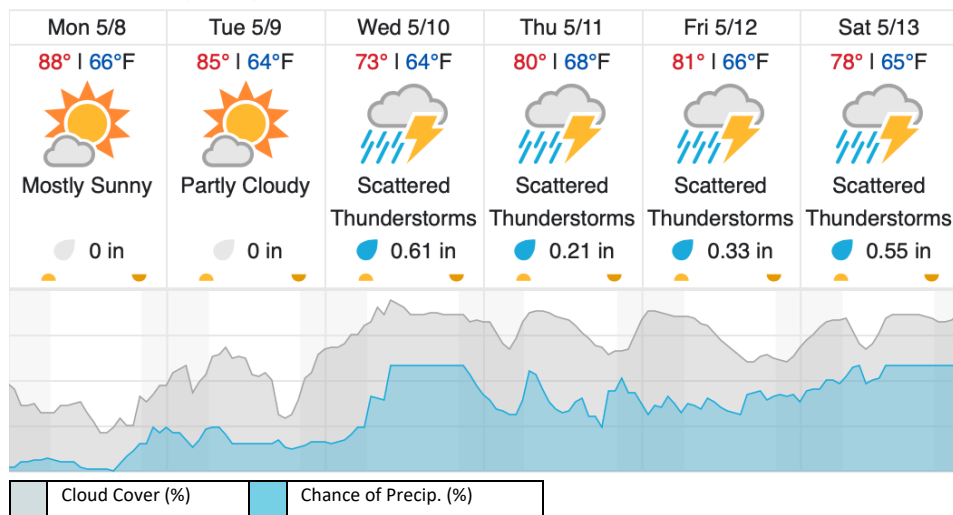 Mon 5/8
Tue 5/9
Wed 5/10
Thu 5/11
Fri 5/12
Sat 5/13
88° | 66°F
85° | 64°F
73° | 64°F
80° | 68°F
81° | 66°F
78° | 65°F
Mostly Sunny
Partly Cloudy
Scattered
Thunderstorms
Scattered
Thunderstorms
Scattered
Thunderstorms
Scattered
Thunderstorms
0 in
0 in
0.61 in
0.21 in
0.33 in
0.55 in
Cloud Cover (%)
Chance of Precip. (%)